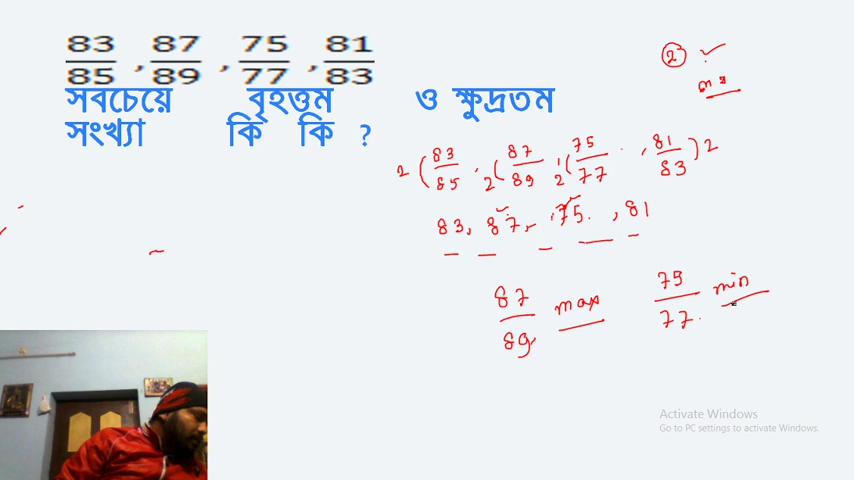 83/85 , 87/89 , 75/77 , 81/83
সবচেয়ে বৃহত্তম ও ক্ষুদ্রতম
সংখ্যা কি কি ?
2
2 ( 83/85 , 2 ( 87/89 , 2 ( 75/77 , 81/83 ) 2
83, 87, 75, 81
87/89 max 75/77 min
Activate Windows
Go to PC settings to activate Windows.